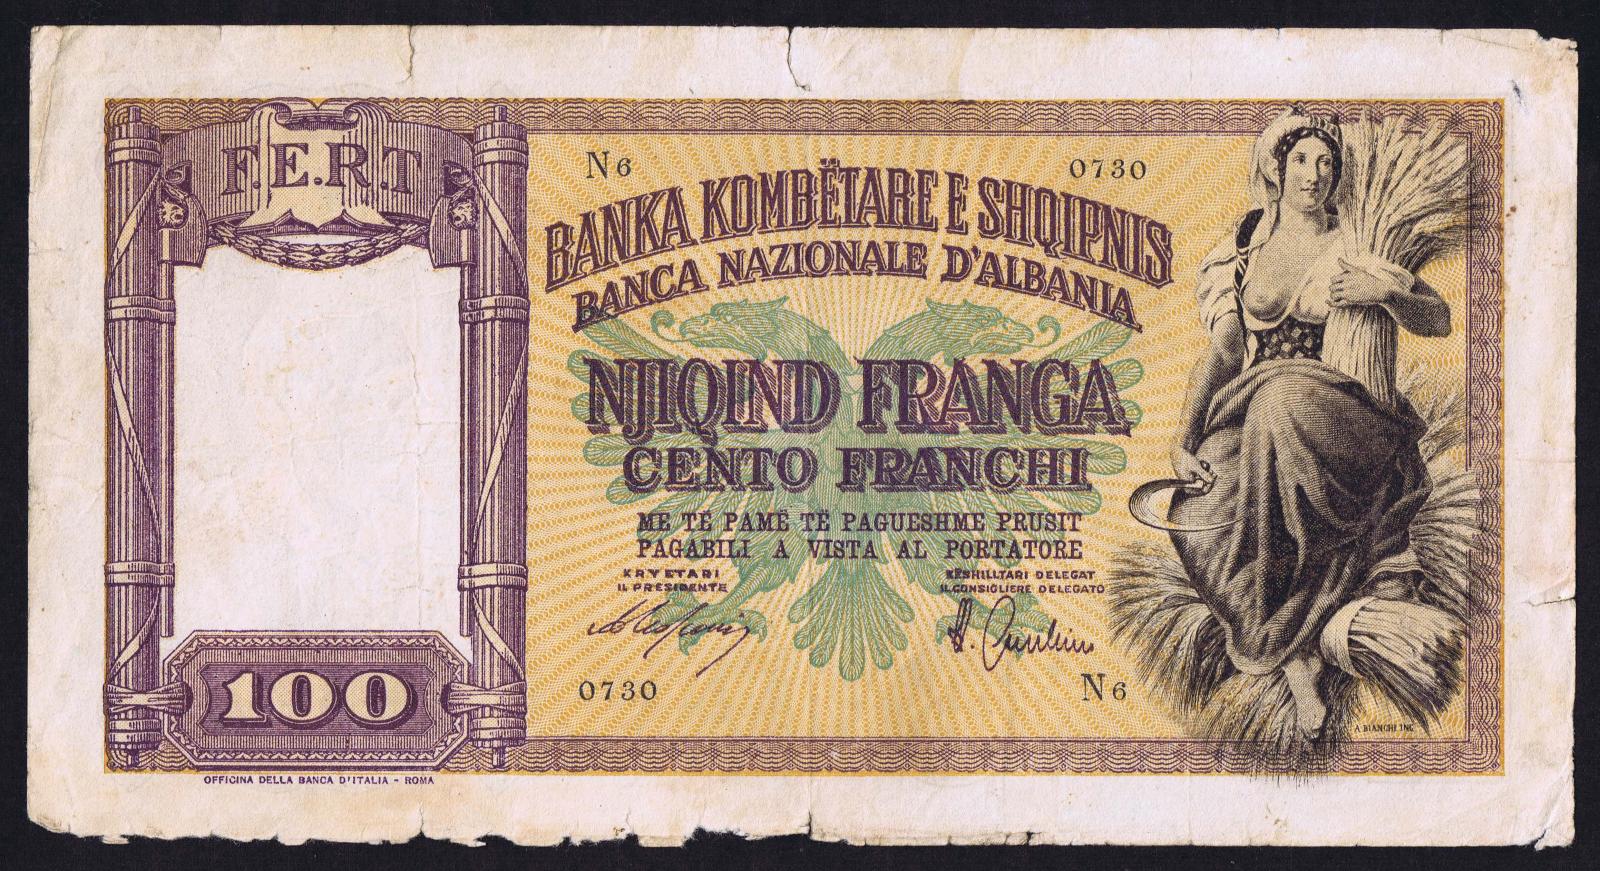 F.E.R.T
N6 0730
BANKA KOMBËTARE E SHQIPNIS
BANCA NAZIONALE D'ALBANIA
NJIQIND FRANGA
CENTO FRANCHI
ME TË PAMË TË PAGUESHME PRUSIT
PAGABILI A VISTA AL PORTATORE
KRYETARI
IL PRESIDENTE
KËSHILLTARI DELEGAT
IL CONSIGLIERE DELEGATO
0730 N6
100
A BIANCHI INC.
OFFICINA DELLA BANCA D'ITALIA - ROMA